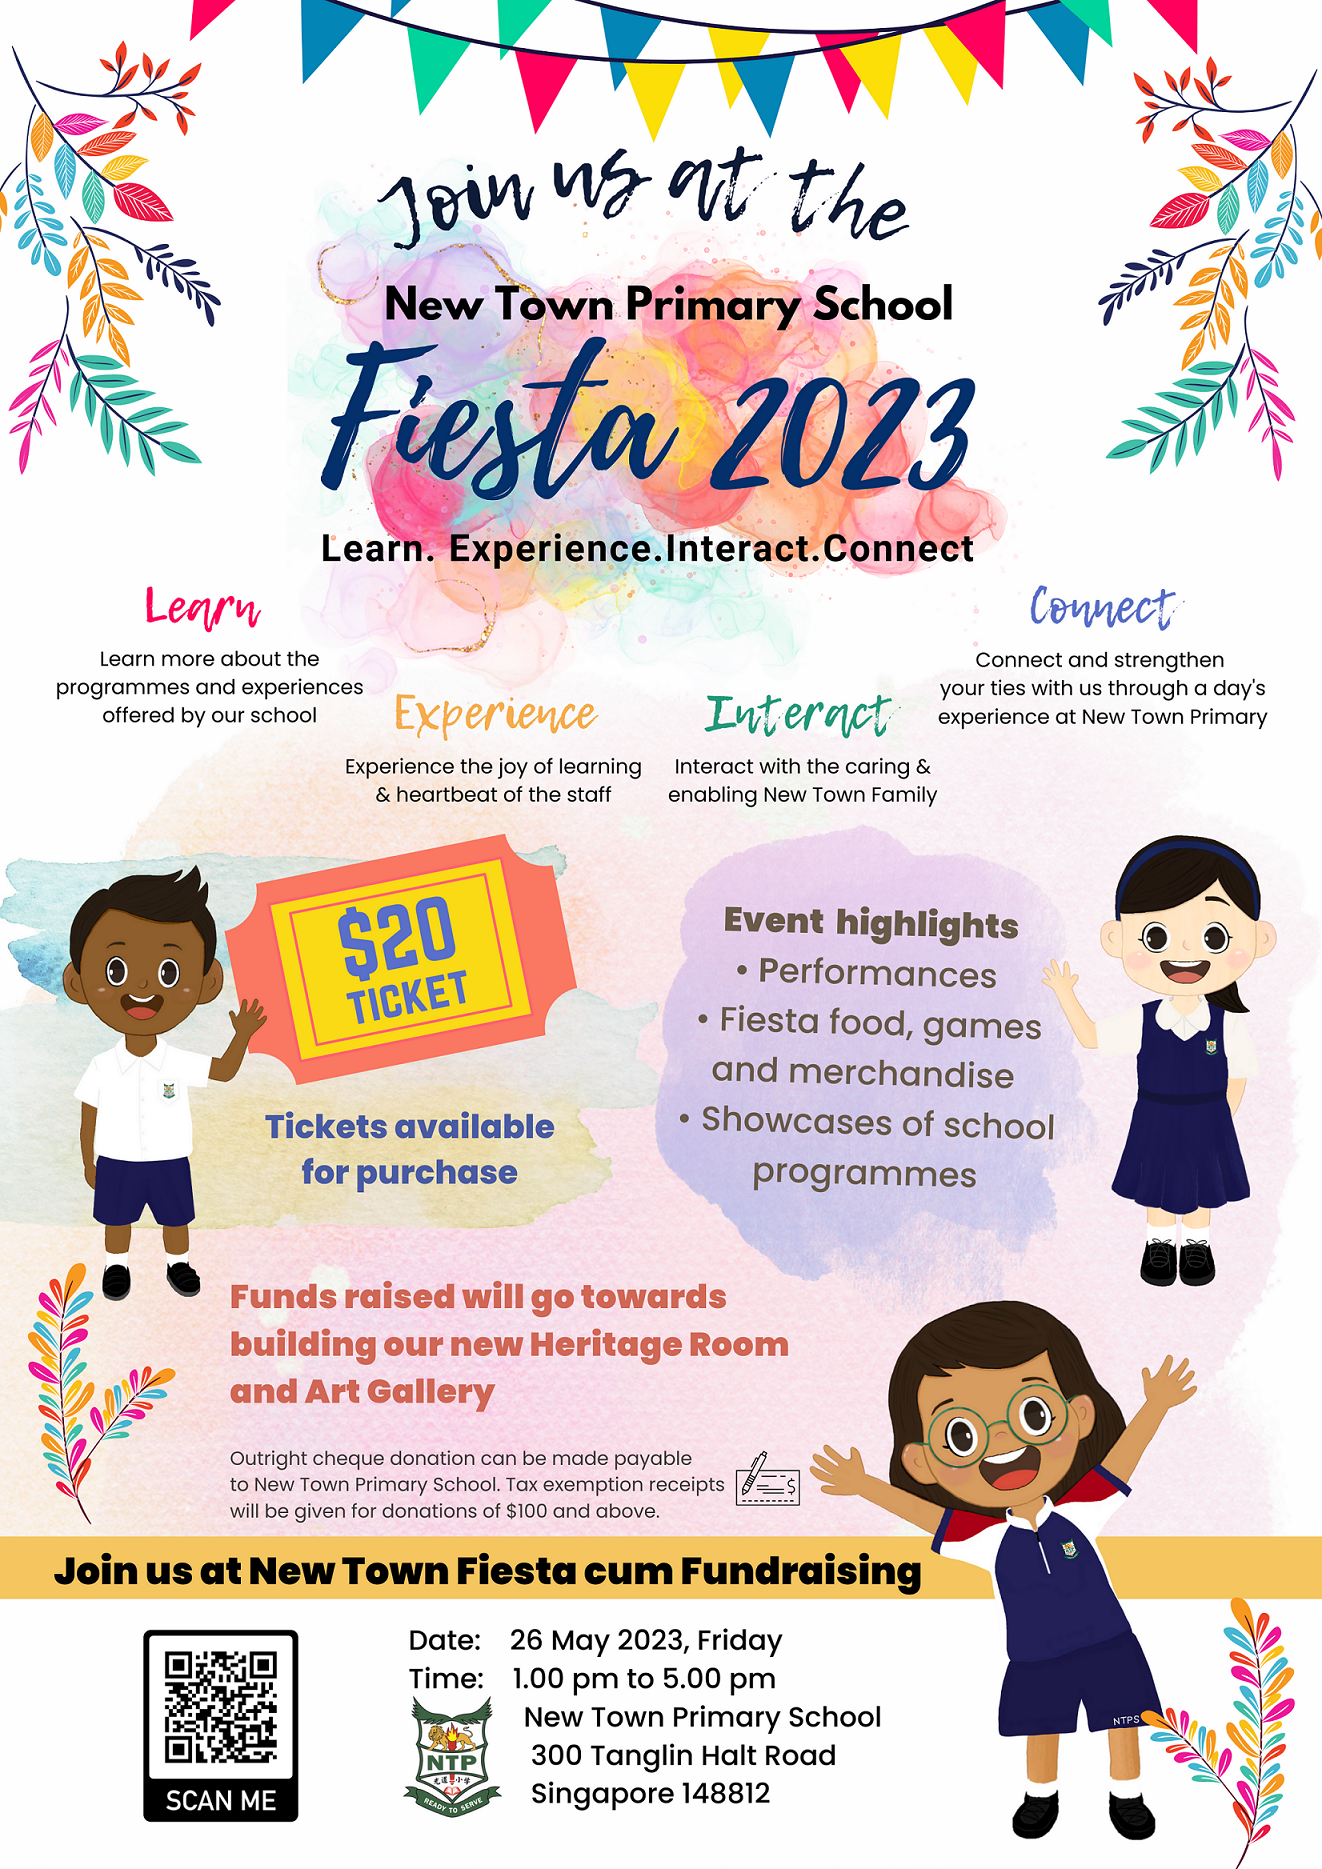 Join us at the
New Town Primary School
Fiesta 2023
Learn. Experience.Interact.Connect
Learn
Learn more about the
programmes and experiences
offered by our school
Experience
Experience the joy of learning
& heartbeat of the staff
Interact
Interact with the caring &
enabling New Town Family
Connect
Connect and strengthen
your ties with us through a day's
experience at New Town Primary
$20
TICKET
Tickets available
for purchase
Event highlights
• Performances
• Fiesta food, games
and merchandise
• Showcases of school
programmes
Funds raised will go towards
building our new Heritage Room
and Art Gallery
Outright cheque donation can be made payable
to New Town Primary School. Tax exemption receipts
will be given for donations of $100 and above.
$
Join us at New Town Fiesta cum Fundraising
SCAN ME
Date: 26 May 2023, Friday
Time: 1.00 pm to 5.00 pm
New Town Primary School
300 Tanglin Halt Road
Singapore 148812
NTP
READY TO SERVE
NTPS